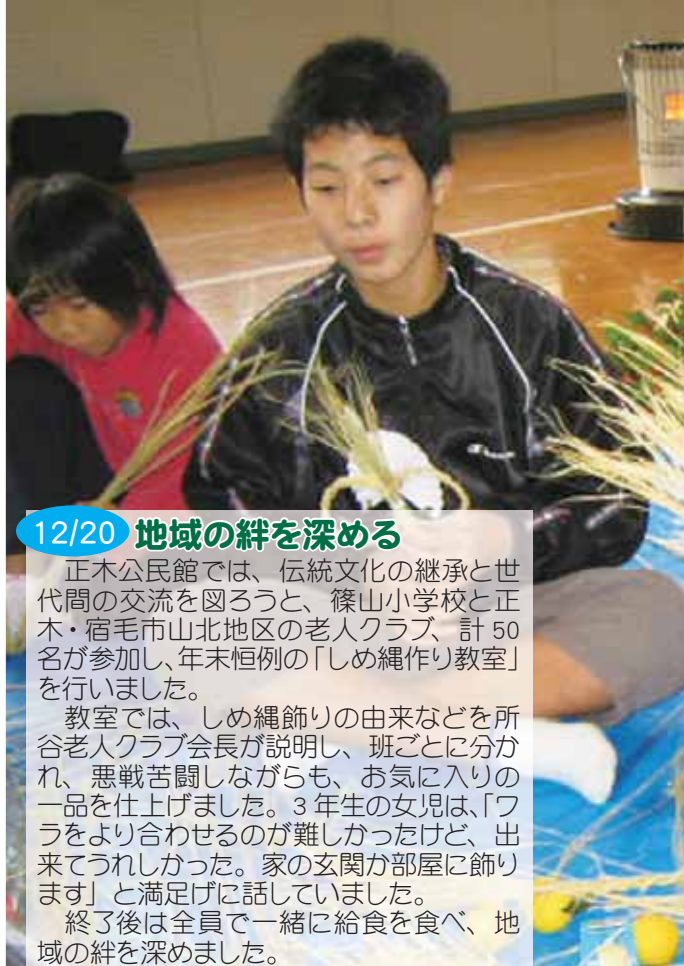 12/20 地域の絆を深める
　正木公民館では、伝統文化の継承と世
代間の交流を図ろうと、篠山小学校と正
木・宿毛市山北地区の老人クラブ、計 50
名が参加し、年末恒例の「しめ縄作り教室」
を行いました。
　教室では、しめ縄飾りの由来などを所
谷老人クラブ会長が説明し、班ごとに分か
れ、悪戦苦闘しながらも、お気に入りの
一品を仕上げました。3 年生の女児は、「ワ
ラをより合わせるのが難しかったけど、出
来てうれしかった。家の玄関か部屋に飾り
ます」と満足げに話していました。
　終了後は全員で一緒に給食を食べ、地
域の絆を深めました。